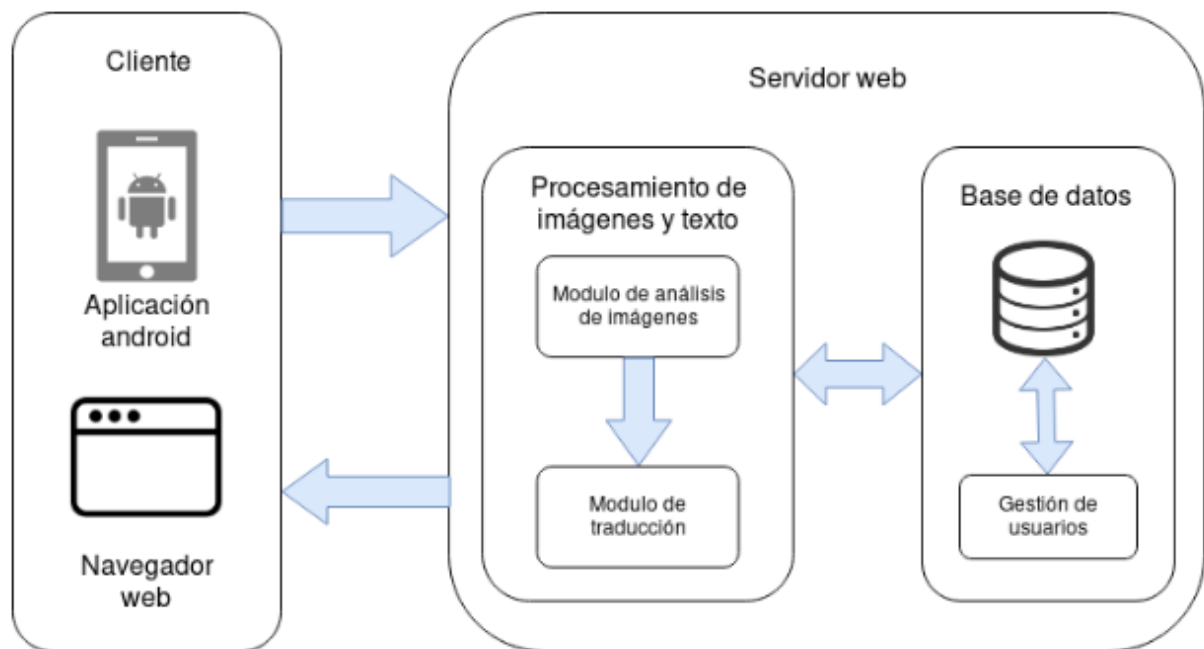 Cliente
Aplicación
android
Navegador
web
Servidor web
Procesamiento de
imágenes y texto
Modulo de análisis
de imágenes
Modulo de
traducción
Base de datos
Gestión de
usuarios